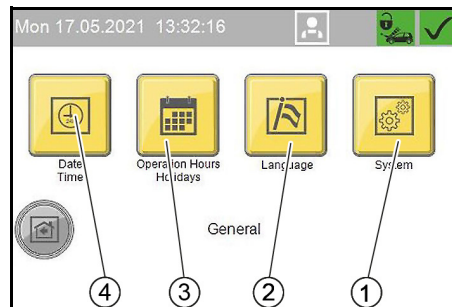 Mon 17.05.2021 13:32:16
Date Operation Hours Language System
Time Holidays
General
4 3 2 1